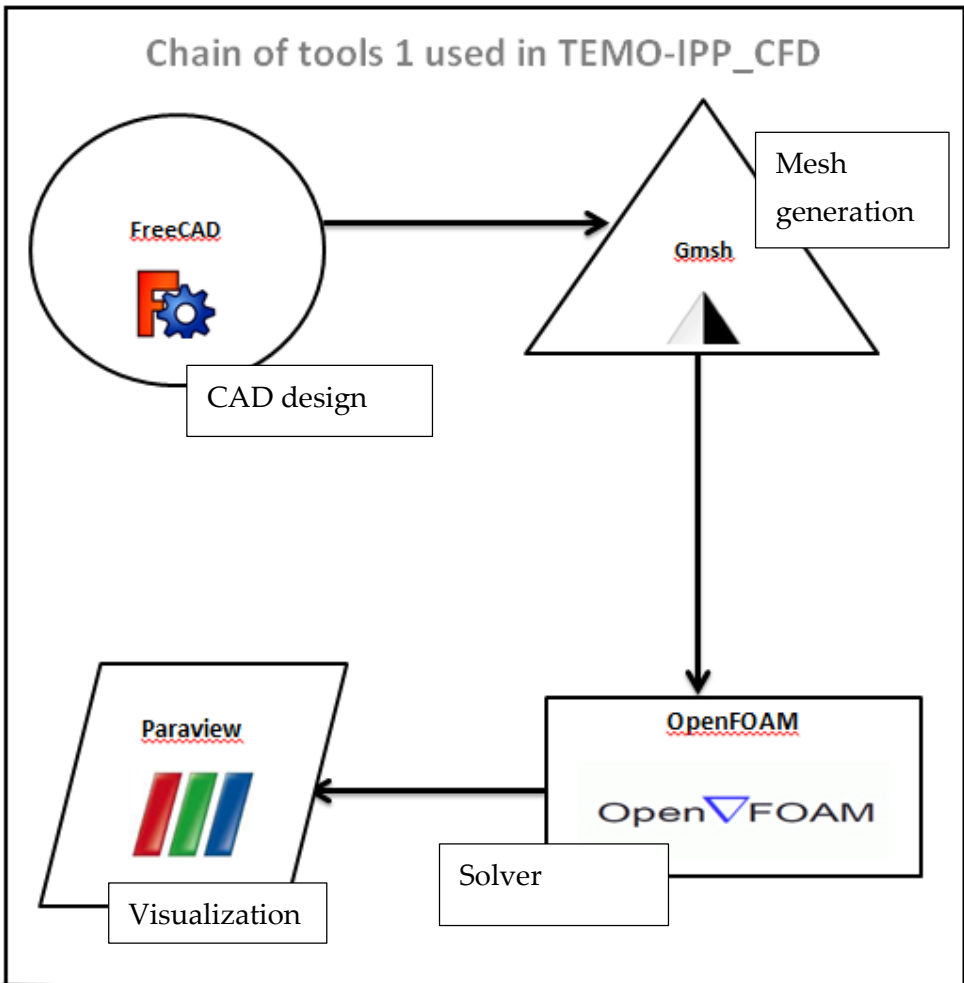 Chain of tools 1 used in TEMO-IPP_CFD
FreeCAD
CAD design
Gmsh
Mesh
generation
OpenFOAM
OpenFOAM
Solver
Paraview
Visualization